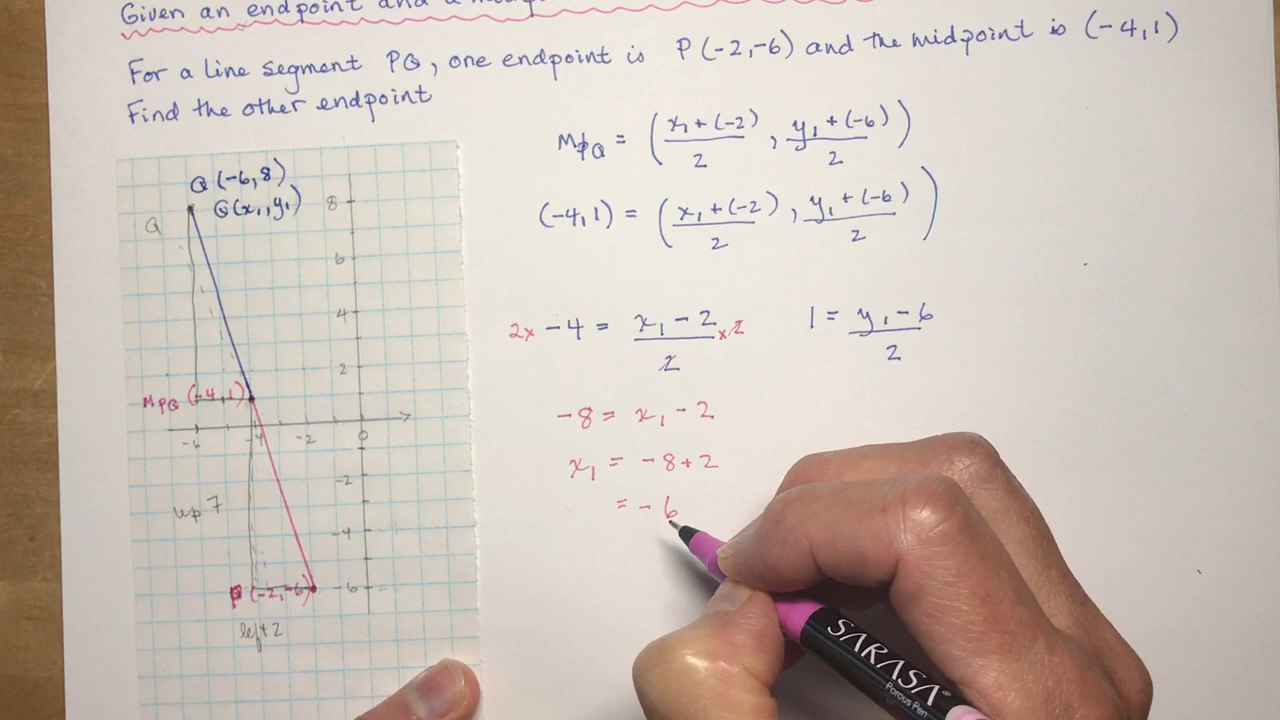 Given an endpoint and a
For a line segment PQ, one endpoint is P(-2,-6) and the midpoint is (-4,1)
Find the other endpoint
M_PQ = ( (x₁+(-2))/2 , (y₁+(-6))/2 )
(-4,1) = ( (x₁+(-2))/2 , (y₁+(-6))/2 )
2x -4 = (x₁-2)/2 x2
1 = (y₁-6)/2
-8 = x₁-2
x₁ = -8+2
= -6
Q(-6,8)
Q(x₁,y₁)
Q
8
6
4
2
M_PQ (-4,1)
-6 -4 -2 0
-2
up 7
-4
P(-2,-6) -6
left 2
SARASA
Porous Pen